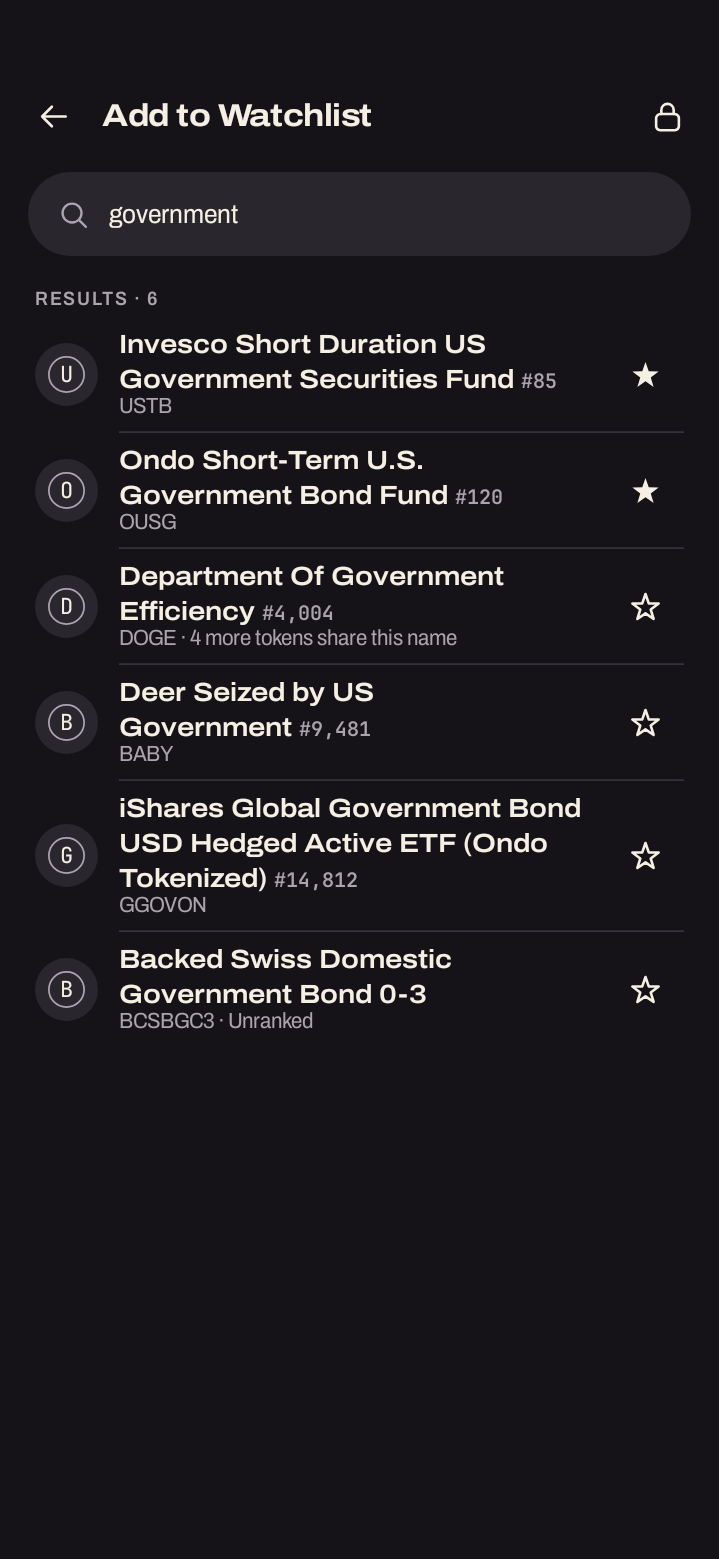 Add to Watchlist
government
RESULTS · 6
U
Invesco Short Duration US
Government Securities Fund #85
USTB
O
Ondo Short-Term U.S.
Government Bond Fund #120
OUSG
D
Department Of Government
Efficiency #4,004
DOGE · 4 more tokens share this name
B
Deer Seized by US
Government #9,481
BABY
G
iShares Global Government Bond
USD Hedged Active ETF (Ondo
Tokenized) #14,812
GGOVON
B
Backed Swiss Domestic
Government Bond 0-3
BCSBGC3 · Unranked